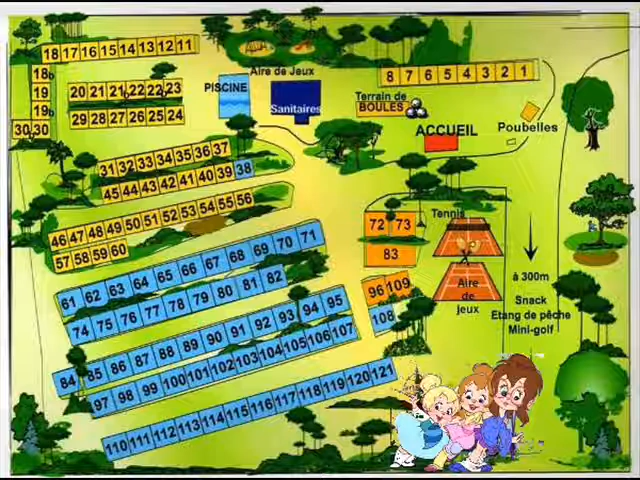 18 17 16 15 14 13 12 11
18b
19
19b
30 30
20 21 21 22 22 23
29 28 27 26 25 24
PISCINE
Aire de Jeux
Sanitaires
8 7 6 5 4 3 2 1
Terrain de
BOULES
ACCUEIL
Poubelles
31 32 33 34 35 36 37
45 44 43 42 41 40 39 38
46 47 48 49 50 51 52 53 54 55 56
57 58 59 60
72 73
83
Tennis
Aire
de
jeux
à 300m
Snack
Etang de pêche
Mini-golf
61 62 63 64 65 66 67 68 69 70 71
74 75 76 77 78 79 80 81 82
96 109
108
84 85 86 87 88 89 90 91 92 93 94 95
97 98 99 100 101 102 103 104 105 106 107
110 111 112 113 114 115 116 117 118 119 120 121